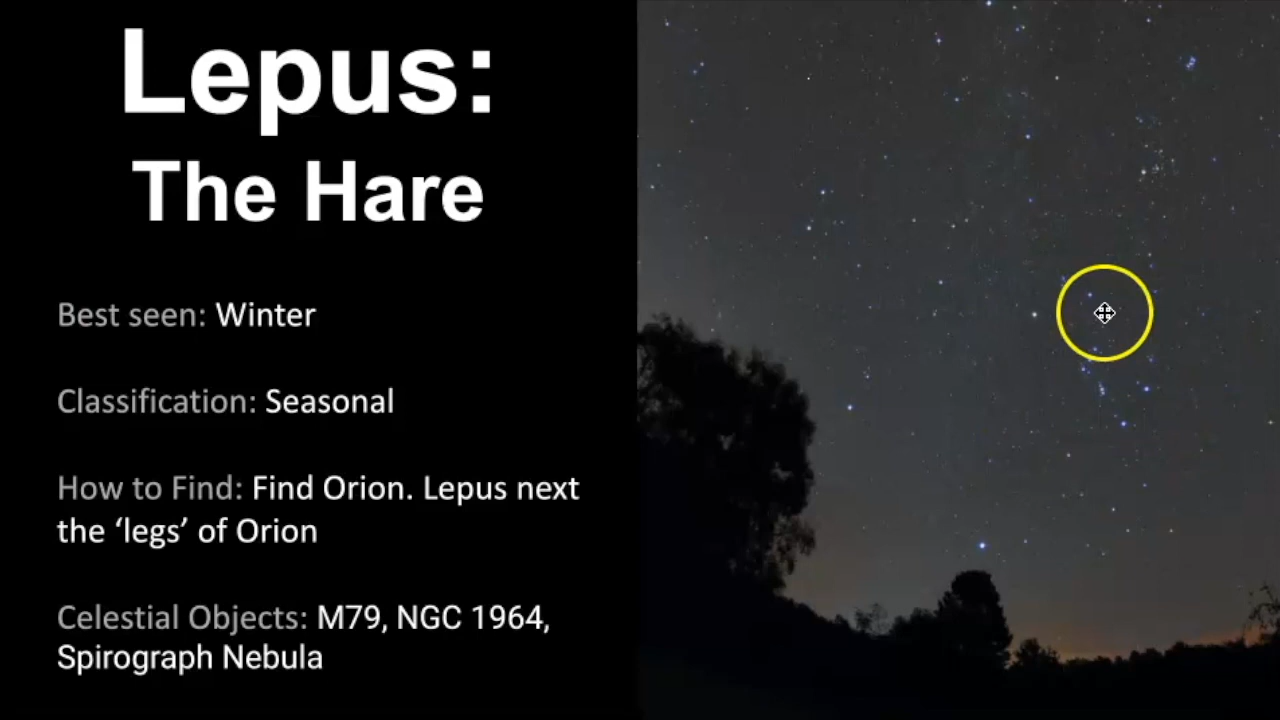 Lepus:
The Hare
Best seen: Winter
Classification: Seasonal
How to Find: Find Orion. Lepus next
the ‘legs’ of Orion
Celestial Objects: M79, NGC 1964,
Spirograph Nebula